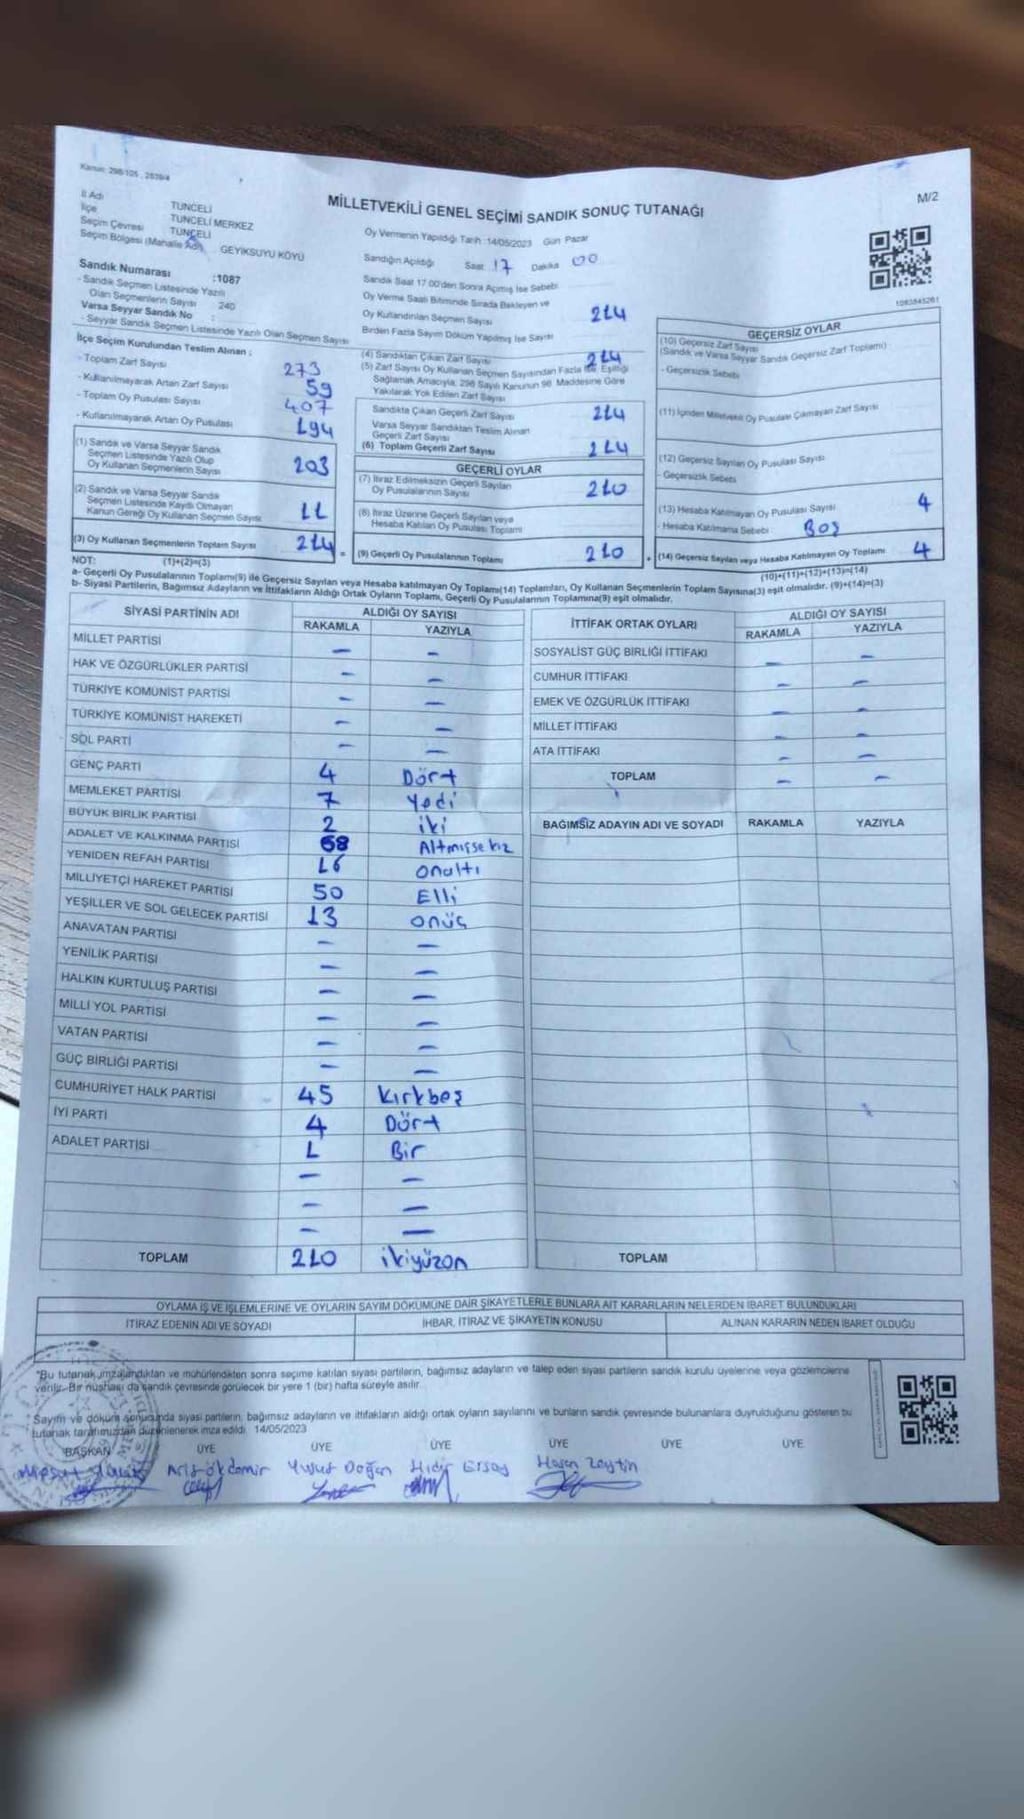 Kanun: 298/105 , 2839/4
M/2
MİLLETVEKİLİ GENEL SEÇİMİ SANDIK SONUÇ TUTANAĞI
İl Adı TUNCELİ
İlçe TUNCELİ MERKEZ
Seçim Çevresi TUNCELİ
Seçim Bölgesi (Mahalle Adı) GEYİKSUYU KÖYÜ
Sandık Numarası :1087
- Sandık Seçmen Listesinde Yazılı
Olan Seçmenlerin Sayısı 240
Varsa Seyyar Sandık No :
- Seyyar Sandık Seçmen Listesinde Yazılı Olan Seçmen Sayısı
Oy Vermenin Yapıldığı Tarih :14/05/2023 Gün Pazar
Sandığın Açıldığı Saat 17 Dakika 00
Sandık Saat 17.00'den Sonra Açılmış İse Sebebi
Oy Verme Saati Bitiminde Sırada Bekleyen ve
Oy Kullandırılan Seçmen Sayısı 214
Birden Fazla Sayım Döküm Yapılmış İse Sayısı
1083845261
İlçe Seçim Kurulundan Teslim Alınan :
- Toplam Zarf Sayısı 273
- Kullanılmayarak Artan Zarf Sayısı 59
- Toplam Oy Pusulası Sayısı 407
- Kullanılmayarak Artan Oy Pusulası 194
(1) Sandık ve Varsa Seyyar Sandık
Seçmen Listesinde Yazılı Olup
Oy Kullanan Seçmenlerin Sayısı 203
(2) Sandık ve Varsa Seyyar Sandık
Seçmen Listesinde Kayıtlı Olmayan
Kanun Gereği Oy Kullanan Seçmen Sayısı 11
(3) Oy Kullanan Seçmenlerin Toplam Sayısı 214 =
(1)+(2)=(3)
(4) Sandıktan Çıkan Zarf Sayısı 214
(5) Zarf Sayısı Oy Kullanan Seçmen Sayısından Fazla İse, Eşitliği
Sağlamak Amacıyla, 298 Sayılı Kanunun 98. Maddesine Göre
Yakılarak Yok Edilen Zarf Sayısı
Sandıkta Çıkan Geçerli Zarf Sayısı 214
Varsa Seyyar Sandıktan Teslim Alınan
Geçerli Zarf Sayısı
(6) Toplam Geçerli Zarf Sayısı 214
GEÇERLİ OYLAR
(7) İtiraz Edilmeksizin Geçerli Sayılan
Oy Pusulalarının Sayısı 210
(8) İtiraz Üzerine Geçerli Sayılan veya
Hesaba Katılan Oy Pusulası Toplamı
(9) Geçerli Oy Pusulalarının Toplamı 210 +
GEÇERSİZ OYLAR
(10) Geçersiz Zarf Sayısı
(Sandık ve Varsa Seyyar Sandık Geçersiz Zarf Toplamı)
- Geçersizlik Sebebi
(11) İçinden Milletvekili Oy Pusulası Çıkmayan Zarf Sayısı
(12) Geçersiz Sayılan Oy Pusulası Sayısı
- Geçersizlik Sebebi
(13) Hesaba Katılmayan Oy Pusulası Sayısı 4
- Hesaba Katılmama Sebebi Boş
(14) Geçersiz Sayılan veya Hesaba Katılmayan Oy Toplamı 4
(10)+(11)+(12)+(13)=(14)
NOT:
a- Geçerli Oy Pusulalarının Toplamı(9) ile Geçersiz Sayılan veya Hesaba katılmayan Oy Toplamı(14) Toplamları, Oy Kullanan Seçmenlerin Toplam Sayısına(3) eşit olmalıdır. (9)+(14)=(3)
b- Siyasi Partilerin, Bağımsız Adayların ve İttifakların Aldığı Ortak Oyların Toplamı, Geçerli Oy Pusulalarının Toplamına(9) eşit olmalıdır.
SİYASİ PARTİNİN ADI ALDIĞI OY SAYISI
RAKAMLA YAZIYLA
MİLLET PARTİSİ – –
HAK VE ÖZGÜRLÜKLER PARTİSİ – –
TÜRKİYE KOMÜNİST PARTİSİ – –
TÜRKİYE KOMÜNİST HAREKETİ – –
SOL PARTİ – –
GENÇ PARTİ 4 Dört
MEMLEKET PARTİSİ 7 Yedi
BÜYÜK BİRLİK PARTİSİ 2 iki
ADALET VE KALKINMA PARTİSİ 68 Altmışsekiz
YENİDEN REFAH PARTİSİ 16 onaltı
MİLLİYETÇİ HAREKET PARTİSİ 50 Elli
YEŞİLLER VE SOL GELECEK PARTİSİ 13 onüç
ANAVATAN PARTİSİ – –
YENİLİK PARTİSİ – –
HALKIN KURTULUŞ PARTİSİ – –
MİLLİ YOL PARTİSİ – –
VATAN PARTİSİ – –
GÜÇ BİRLİĞİ PARTİSİ – –
CUMHURİYET HALK PARTİSİ 45 Kırkbeş
İYİ PARTİ 4 Dört
ADALET PARTİSİ 1 Bir
– –
– –
– –
TOPLAM 210 ikiyüzon
İTTİFAK ORTAK OYLARI ALDIĞI OY SAYISI
RAKAMLA YAZIYLA
SOSYALİST GÜÇ BİRLİĞİ İTTİFAKI – –
CUMHUR İTTİFAKI – –
EMEK VE ÖZGÜRLÜK İTTİFAKI – –
MİLLET İTTİFAKI – –
ATA İTTİFAKI – –
TOPLAM – –
BAĞIMSIZ ADAYIN ADI VE SOYADI RAKAMLA YAZIYLA
TOPLAM
OYLAMA İŞ VE İŞLEMLERİNE VE OYLARIN SAYIM DÖKÜMÜNE DAİR ŞİKAYETLERLE BUNLARA AİT KARARLARIN NELERDEN İBARET BULUNDUKLARI
İTİRAZ EDENİN ADI VE SOYADI İHBAR, İTİRAZ VE ŞİKAYETİN KONUSU ALINAN KARARIN NEDEN İBARET OLDUĞU
"Bu tutanak imzalandıktan ve mühürlendikten sonra seçime katılan siyasi partilerin, bağımsız adayların ve talep eden siyasi partilerin sandık kurulu üyelerine veya gözlemcilerine
verilir. Bir nüshası da sandık çevresinde görülecek bir yere 1 (bir) hafta süreyle asılır.
Sayım ve döküm sonucunda siyasi partilerin, bağımsız adayların ve ittifakların aldığı ortak oyların sayılarını ve bunların sandık çevresinde bulunanlara duyrulduğunu gösteren bu
tutanak tarafımızdan düzenlenerek imza edildi. 14/05/2023
BAŞKAN ÜYE ÜYE ÜYE ÜYE ÜYE ÜYE
Yusuf Doğan Hıdır Ersoy Hasan Zeytin